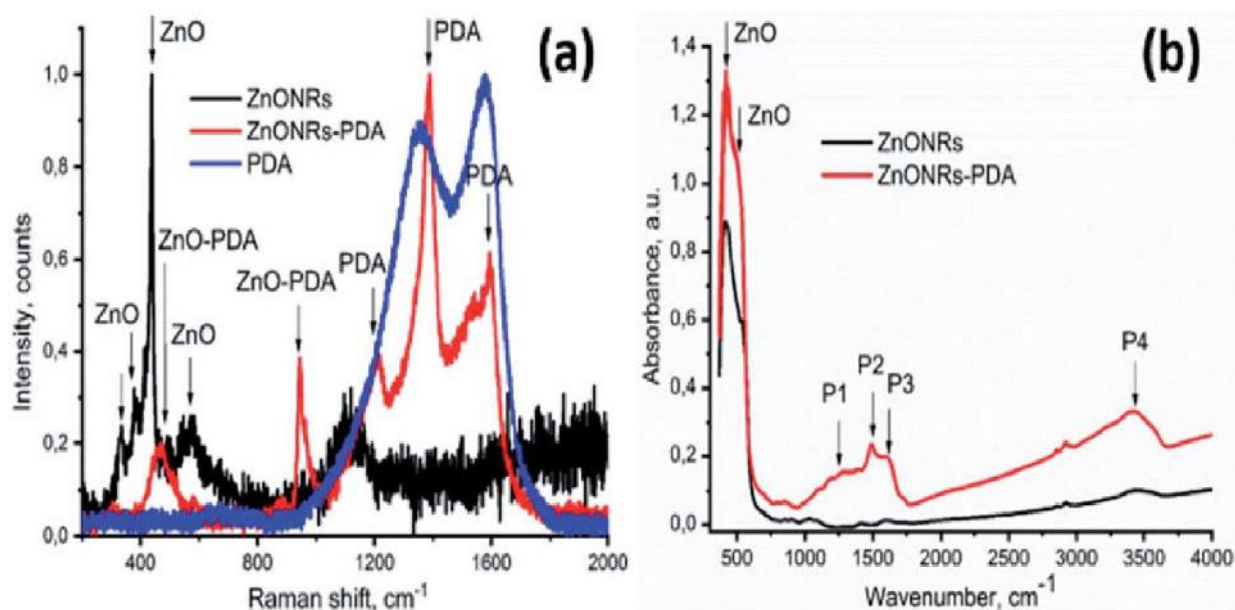 (a)
ZnO
PDA
ZnONRs
ZnONRs-PDA
PDA
ZnO-PDA
ZnO
ZnO
ZnO-PDA
PDA
PDA
1,0
0,8
0,6
0,4
0,2
0,0
Intensity, counts
400
800
1200
1600
2000
Raman shift, cm-1
(b)
ZnO
ZnO
ZnONRs
ZnONRs-PDA
P1
P2
P3
P4
1,4
1,2
1,0
0,8
0,6
0,4
0,2
0,0
Absorbance, a.u.
500
1000
1500
2000
2500
3000
3500
4000
Wavenumber, cm-1